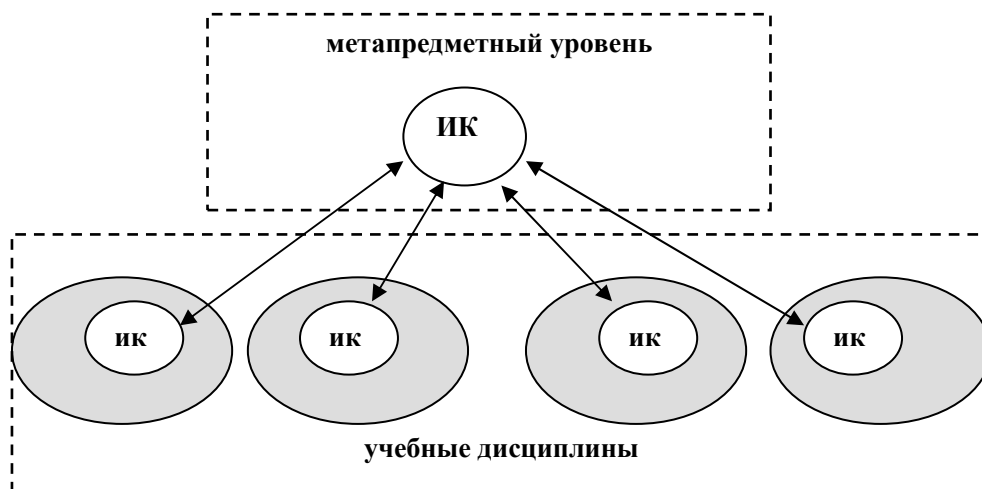 метапредметный уровень
ИК
ик
ик
ик
ик
учебные дисциплины